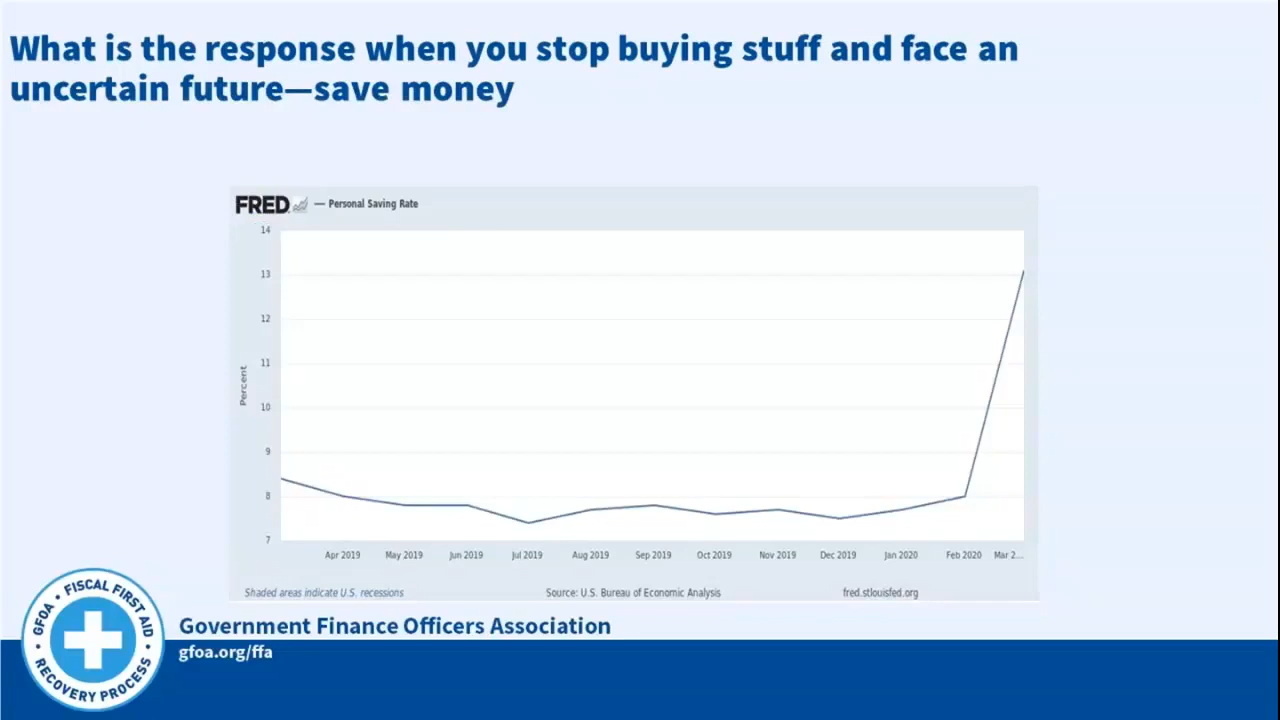 What is the response when you stop buying stuff and face an
uncertain future—save money
FRED — Personal Saving Rate
14
13
12
11
10
9
8
7
Percent
Apr 2019 May 2019 Jun 2019 Jul 2019 Aug 2019 Sep 2019 Oct 2019 Nov 2019 Dec 2019 Jan 2020 Feb 2020 Mar 2...
Shaded areas indicate U.S. recessions Source: U.S. Bureau of Economic Analysis fred.stlouisfed.org
GFOA • FISCAL FIRST AID
• RECOVERY PROCESS •
Government Finance Officers Association
gfoa.org/ffa